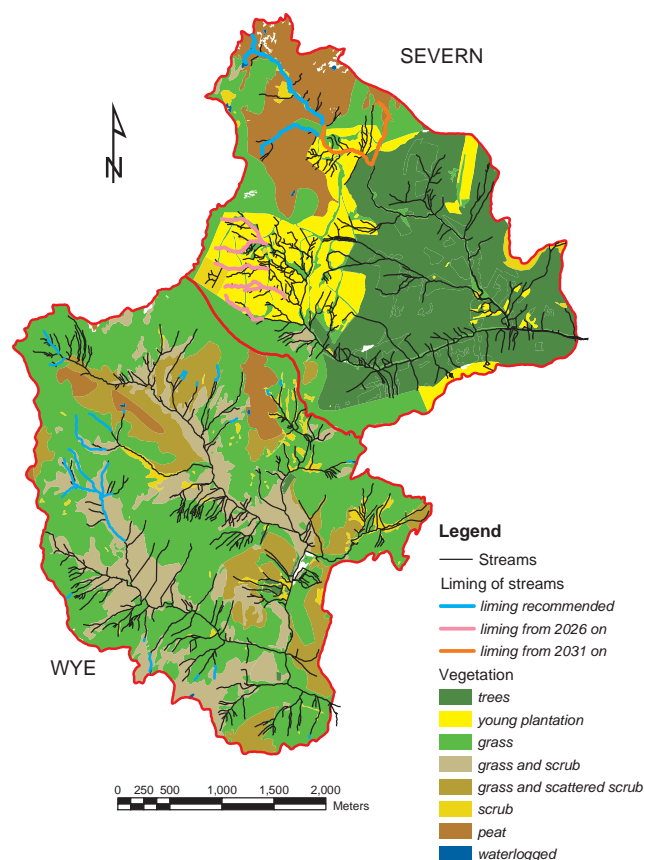 SEVERN
N
WYE
Legend
Streams
Liming of streams
liming recommended
liming from 2026 on
liming from 2031 on
Vegetation
trees
young plantation
grass
grass and scrub
grass and scattered scrub
scrub
peat
waterlogged
0 250 500 1,000 1,500 2,000
Meters